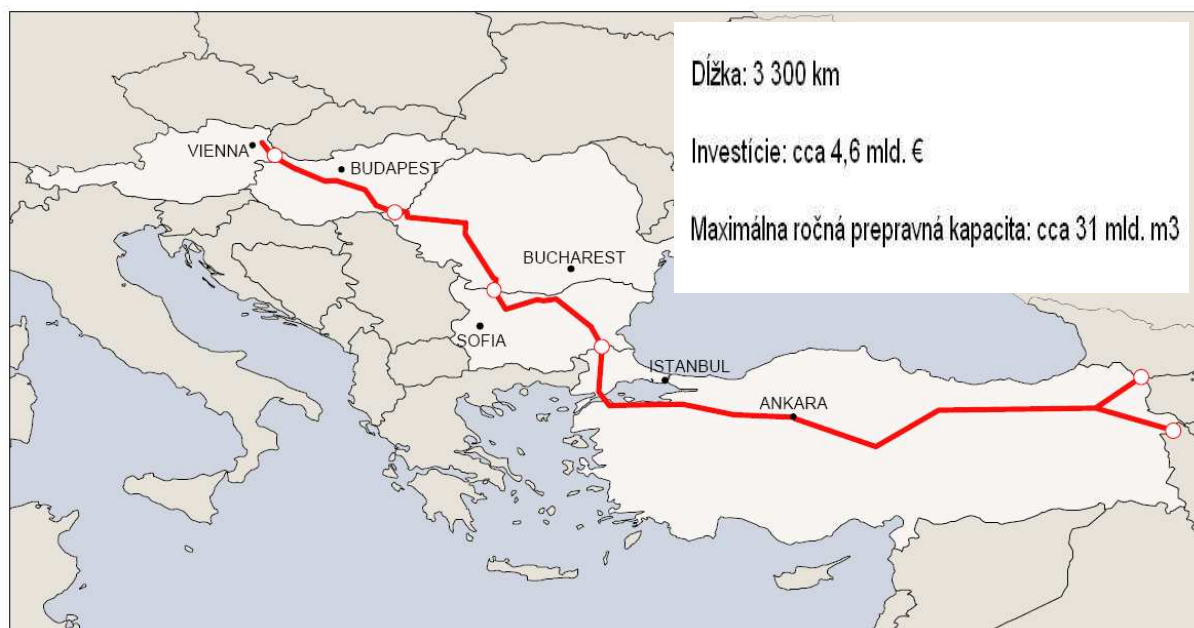 Dĺžka: 3 300 km
Investície: cca 4,6 mld. €
Maximálna ročná prepravná kapacita: cca 31 mld. m3
VIENNA
BUDAPEST
BUCHAREST
SOFIA
ISTANBUL
ANKARA